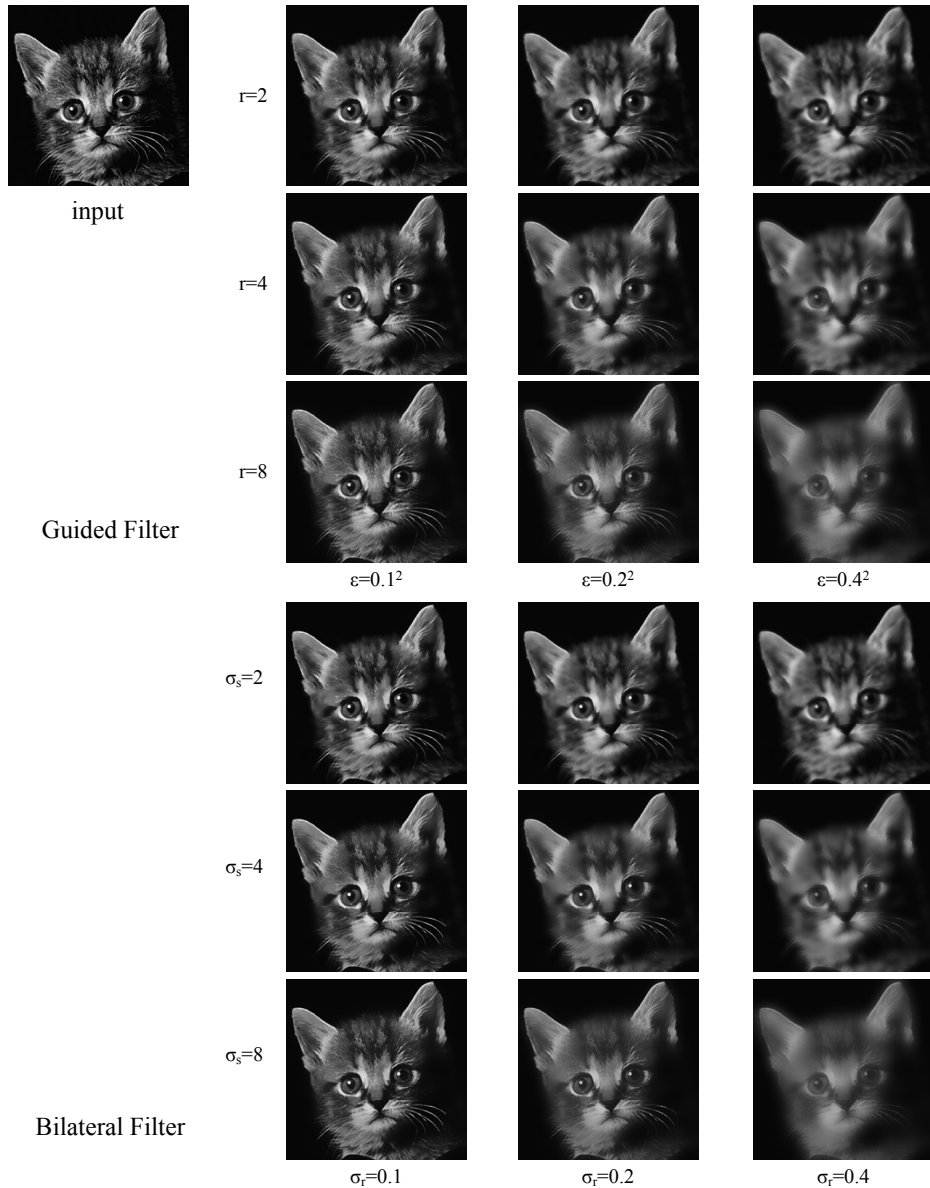 input
r=2
r=4
r=8
Guided Filter
ε=0.1²
ε=0.2²
ε=0.4²
σₛ=2
σₛ=4
σₛ=8
Bilateral Filter
σᵣ=0.1
σᵣ=0.2
σᵣ=0.4